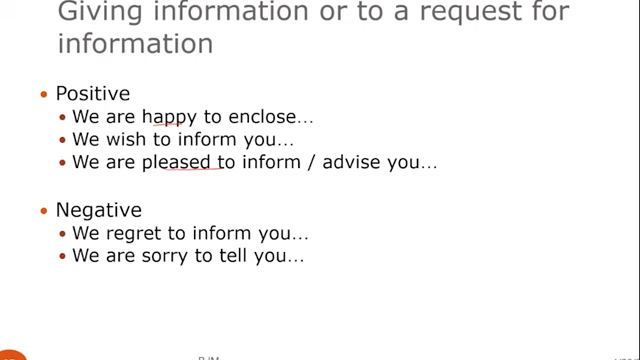 Giving information or to a request for
information
• Positive
• We are happy to enclose…
• We wish to inform you…
• We are pleased to inform / advise you…
• Negative
• We regret to inform you…
• We are sorry to tell you…